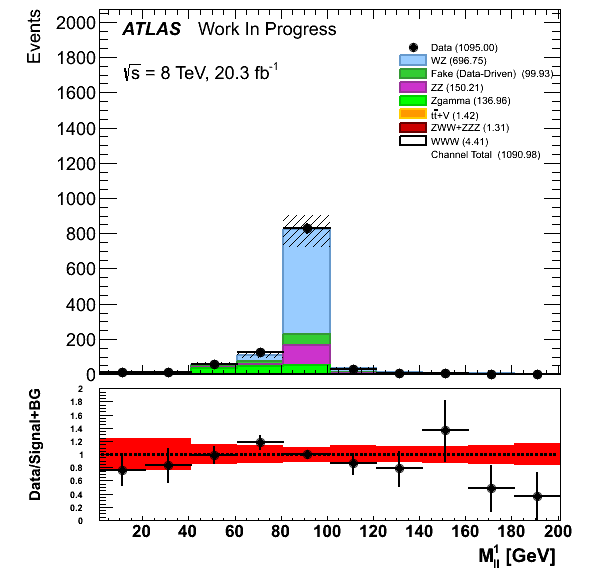 Events
2000
1800
1600
1400
1200
1000
800
600
400
200
0
ATLAS Work In Progress
√s = 8 TeV, 20.3 fb⁻¹
Data (1095.00)
WZ (696.75)
Fake (Data-Driven) (99.93)
ZZ (150.21)
Zgamma (136.96)
tt̄+V (1.42)
ZWW+ZZZ (1.31)
WWW (4.41)
Channel Total (1090.98)
Data/Signal+BG
2
1.8
1.6
1.4
1.2
1
0.8
0.6
0.4
0.2
0
20 40 60 80 100 120 140 160 180 200
M¹ll [GeV]